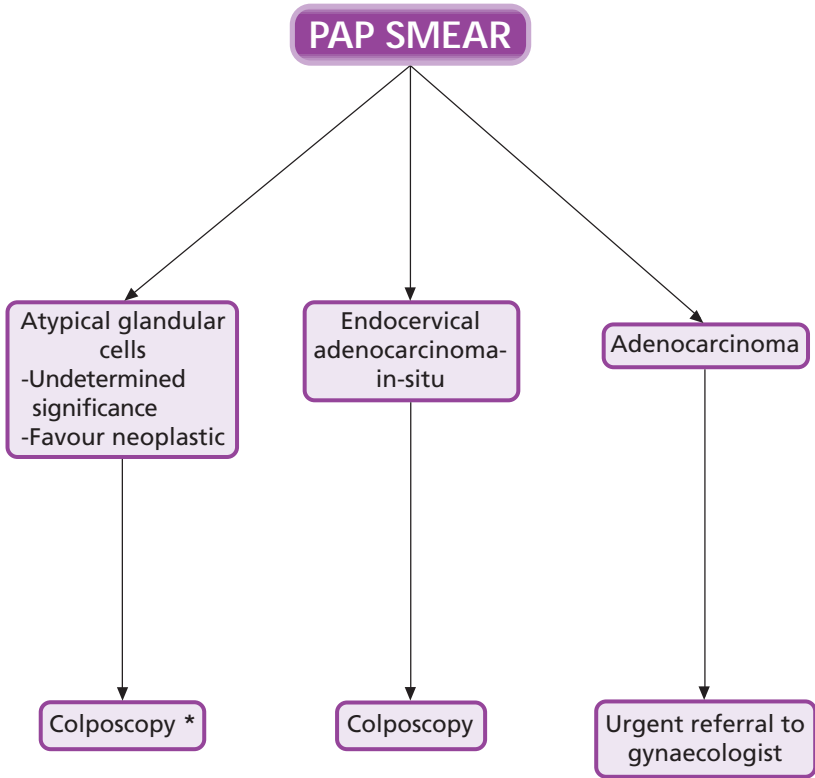 PAP SMEAR
Atypical glandular
cells
-Undetermined
significance
-Favour neoplastic
Endocervical
adenocarcinoma-
in-situ
Adenocarcinoma
Colposcopy *
Colposcopy
Urgent referral to
gynaecologist